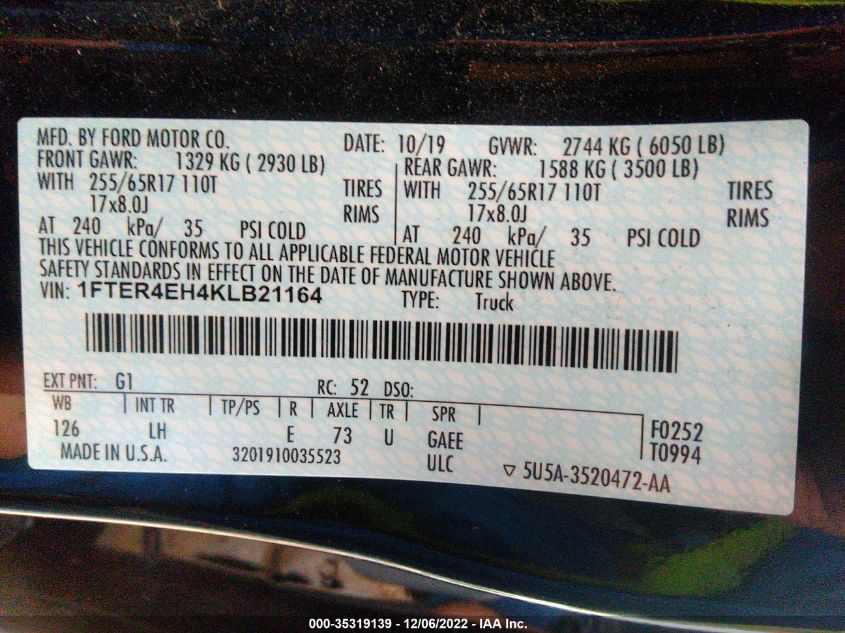 MFD. BY FORD MOTOR CO. DATE: 10/19 GVWR: 2744 KG ( 6050 LB)
FRONT GAWR: 1329 KG ( 2930 LB) REAR GAWR: 1588 KG ( 3500 LB)
WITH 255/65R17 110T TIRES WITH 255/65R17 110T TIRES
17x8.0J RIMS 17x8.0J RIMS
AT 240 kPa/ 35 PSI COLD AT 240 kPa/ 35 PSI COLD
THIS VEHICLE CONFORMS TO ALL APPLICABLE FEDERAL MOTOR VEHICLE
SAFETY STANDARDS IN EFFECT ON THE DATE OF MANUFACTURE SHOWN ABOVE.
VIN: 1FTER4EH4KLB21164 TYPE: Truck
EXT PNT: G1 RC: 52 DSO:
WB INT TR TP/PS R AXLE TR SPR F0252
126 LH E 73 U GAEE T0994
MADE IN U.S.A. 3201910035523 ULC ▽ 5U5A-3520472-AA
000-35319139 - 12/06/2022 - IAA Inc.